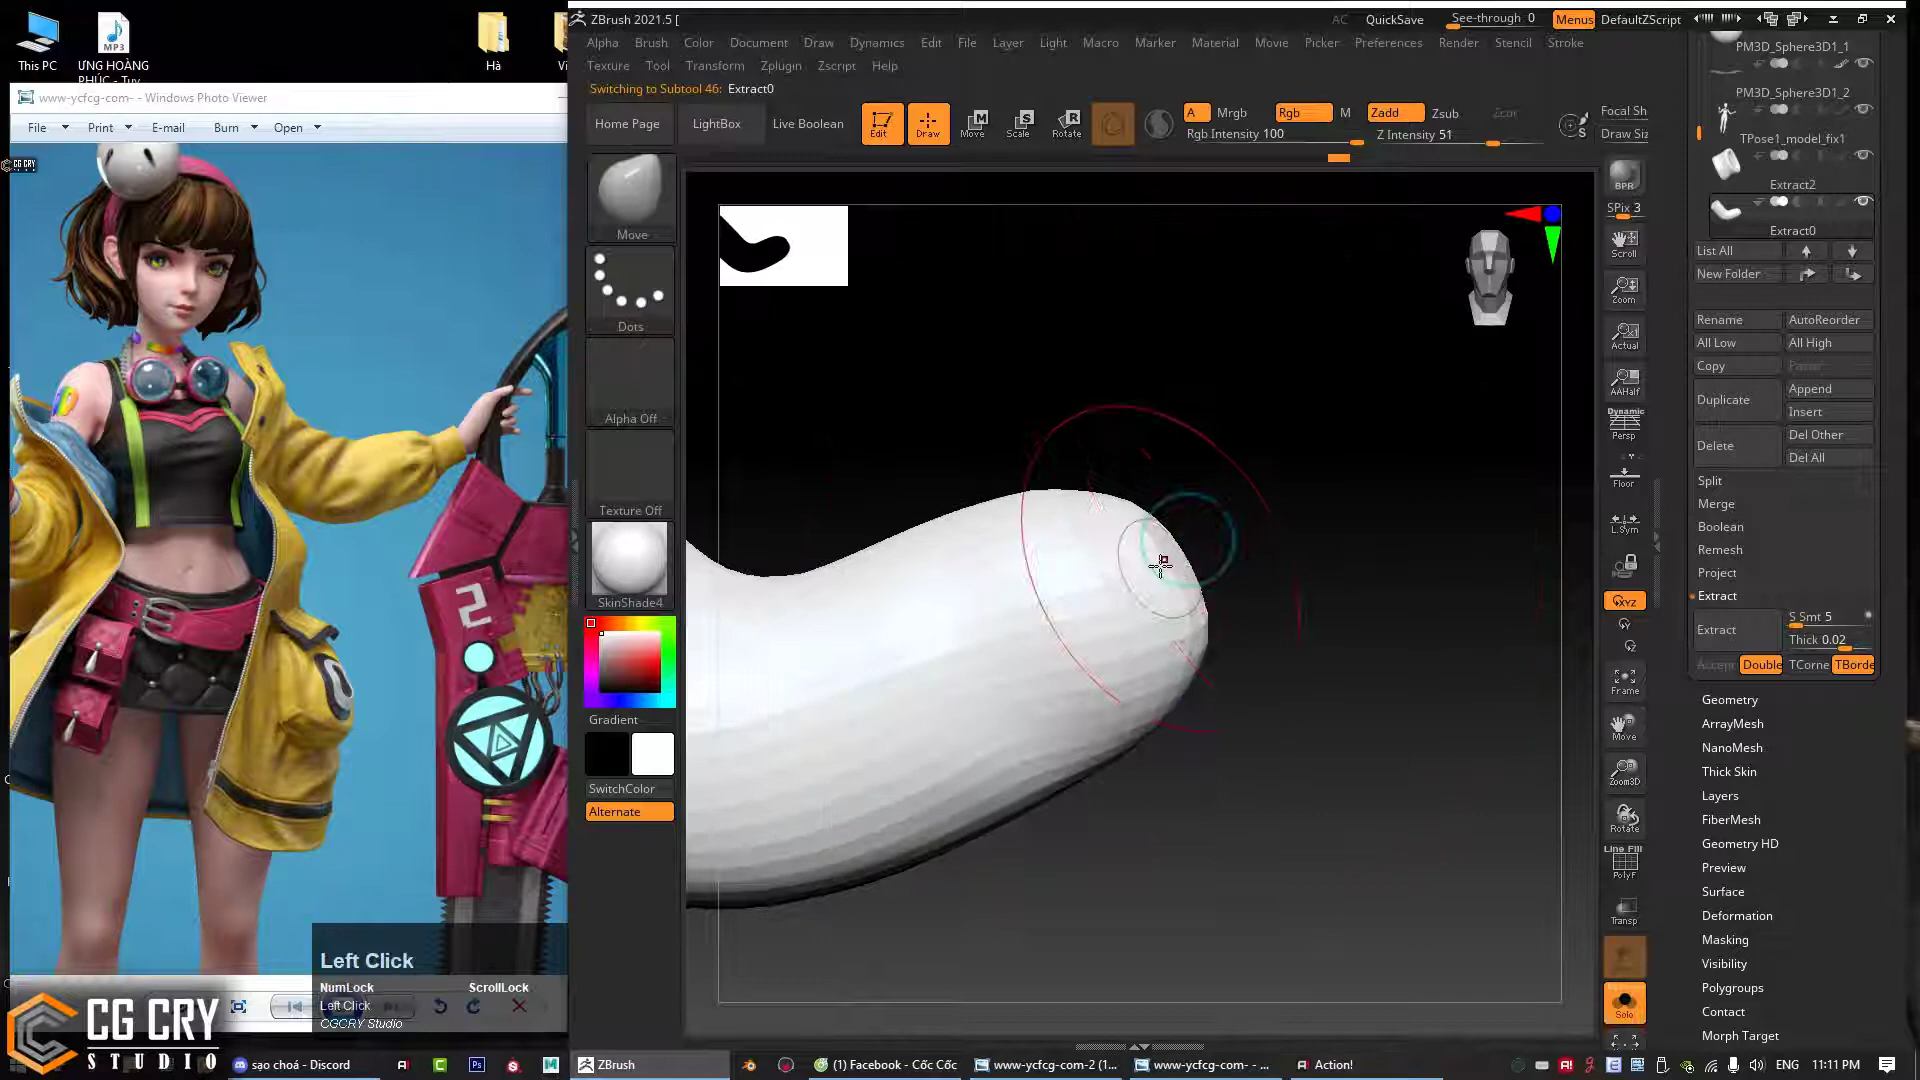 This PC
MP3
ƯNG HOÀNG
PHÚC - Tuy
Hà
www-ycfcg-com- - Windows Photo Viewer
File Print E-mail Burn Open
CG CRY
2
Left Click
NumLock ScrollLock
Left Click
CGCRY Studio
CG CRY
STUDIO
ZBrush 2021.5 [
AC QuickSave See-through 0 Menus DefaultZScript
Alpha Brush Color Document Draw Dynamics Edit File Layer Light Macro Marker Material Movie Picker Preferences Render Stencil Stroke
Texture Tool Transform Zplugin Zscript Help
Switching to Subtool 46: Extract0
Home Page LightBox Live Boolean Edit Draw Move Scale Rotate
A Mrgb Rgb M Zadd Zsub Zcut Focal Sh
Rgb Intensity 100 Z Intensity 51 Draw Siz
Move
Dots
Alpha Off
Texture Off
SkinShade4
Gradient
SwitchColor
Alternate
BPR
SPix 3
Scroll
Zoom
Actual
AAHalf
Dynamic
Persp
Floor
L.Sym
XYZ
Frame
Move
Zoom3D
Rotate
Line Fill
PolyF
Transp
Solo
PM3D_Sphere3D1_1
PM3D_Sphere3D1_2
TPose1_model_fix1
Extract2
Extract0
List All
New Folder
Rename AutoReorder
All Low All High
Copy
Append
Duplicate
Insert
Del Other
Delete
Del All
Split
Merge
Boolean
Remesh
Project
Extract
S Smt 5
Extract
Thick 0.02
Accept Double TCorne TBorde
Geometry
ArrayMesh
NanoMesh
Thick Skin
Layers
FiberMesh
Geometry HD
Preview
Surface
Deformation
Masking
Visibility
Polygroups
Contact
Morph Target
sạo choá - Discord
ZBrush
(1) Facebook - Cốc Cốc
www-ycfcg-com-2 (1...
www-ycfcg-com- - ...
Action!
ENG 11:11 PM